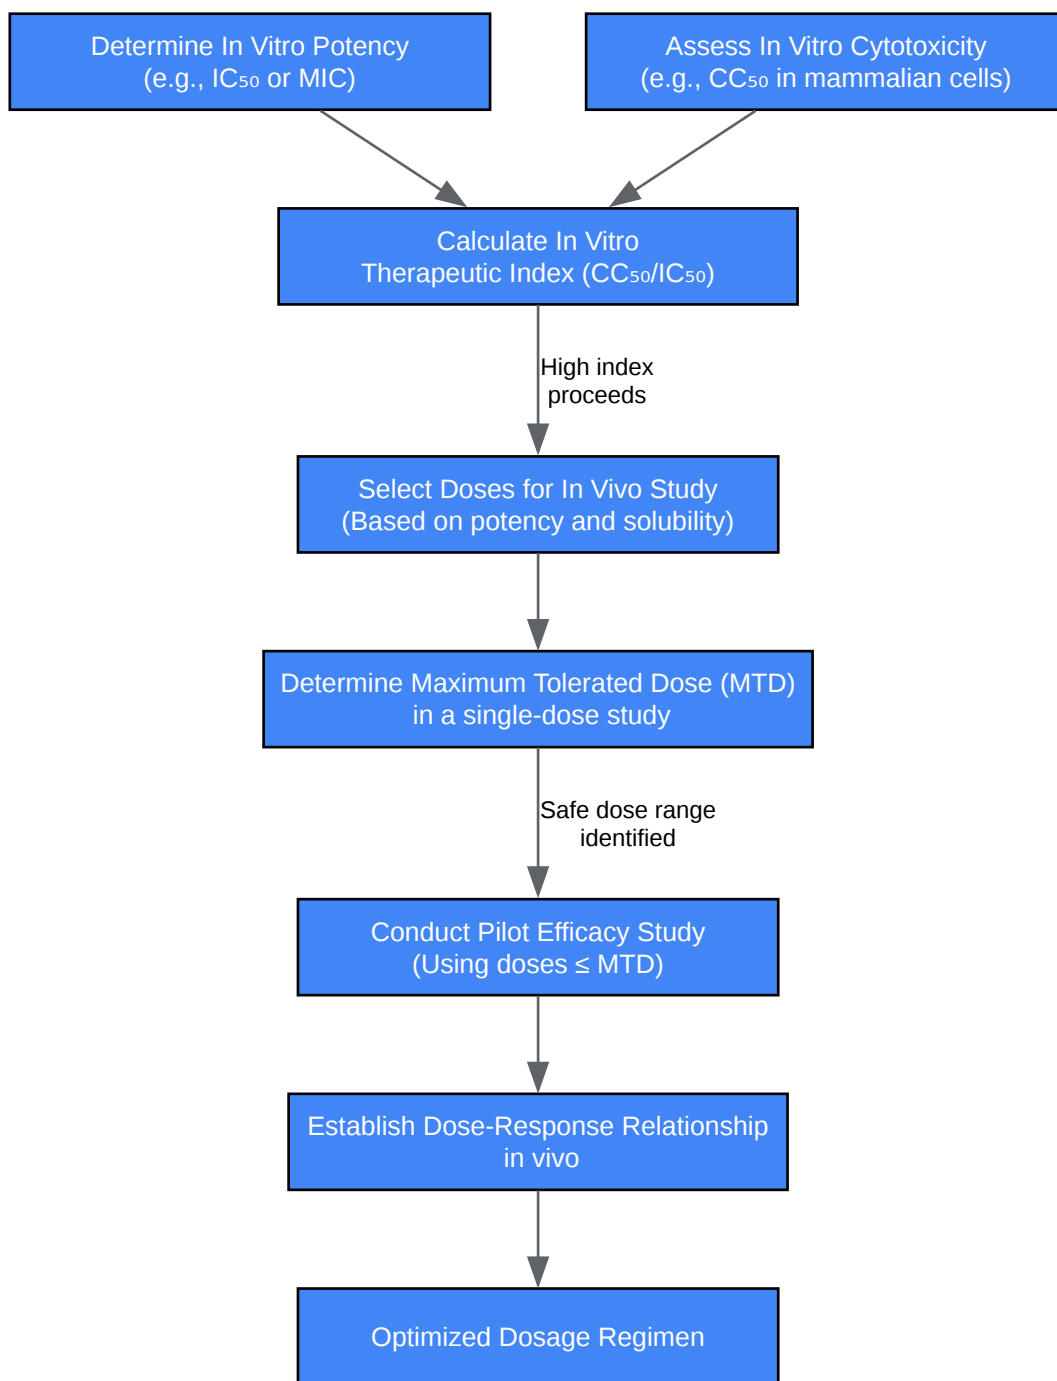 Determine In Vitro Potency
(e.g., IC₅₀ or MIC)
Assess In Vitro Cytotoxicity
(e.g., CC₅₀ in mammalian cells)
Calculate In Vitro
Therapeutic Index (CC₅₀/IC₅₀)
High index
proceeds
Select Doses for In Vivo Study
(Based on potency and solubility)
Determine Maximum Tolerated Dose (MTD)
in a single-dose study
Safe dose range
identified
Conduct Pilot Efficacy Study
(Using doses ≤ MTD)
Establish Dose-Response Relationship
in vivo
Optimized Dosage Regimen